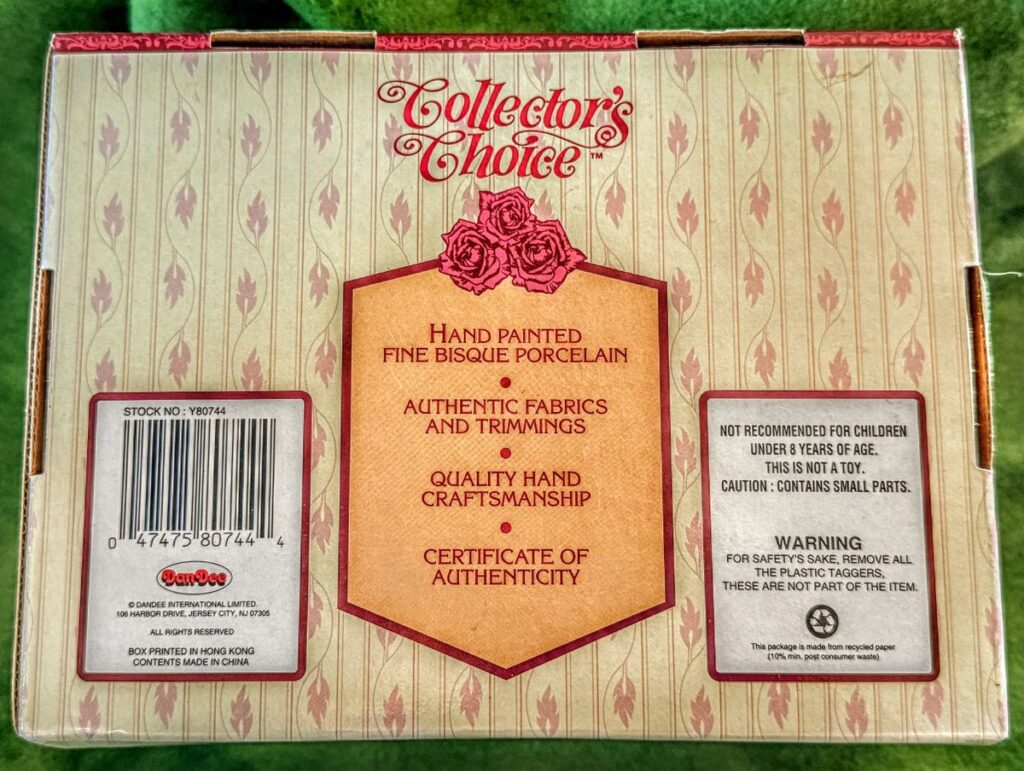 Collector's
Choice ™
HAND PAINTED
FINE BISQUE PORCELAIN
AUTHENTIC FABRICS
AND TRIMMINGS
QUALITY HAND
CRAFTSMANSHIP
CERTIFICATE OF
AUTHENTICITY
STOCK NO : Y80744
0 47475 80744 4
DanDee
© DANDEE INTERNATIONAL LIMITED.
106 HARBOR DRIVE, JERSEY CITY, NJ 07305
ALL RIGHTS RESERVED
BOX PRINTED IN HONG KONG
CONTENTS MADE IN CHINA
NOT RECOMMENDED FOR CHILDREN
UNDER 8 YEARS OF AGE.
THIS IS NOT A TOY.
CAUTION : CONTAINS SMALL PARTS.
WARNING
FOR SAFETY'S SAKE, REMOVE ALL
THE PLASTIC TAGGERS,
THESE ARE NOT PART OF THE ITEM.
This package is made from recycled paper
(10% min. post consumer waste)